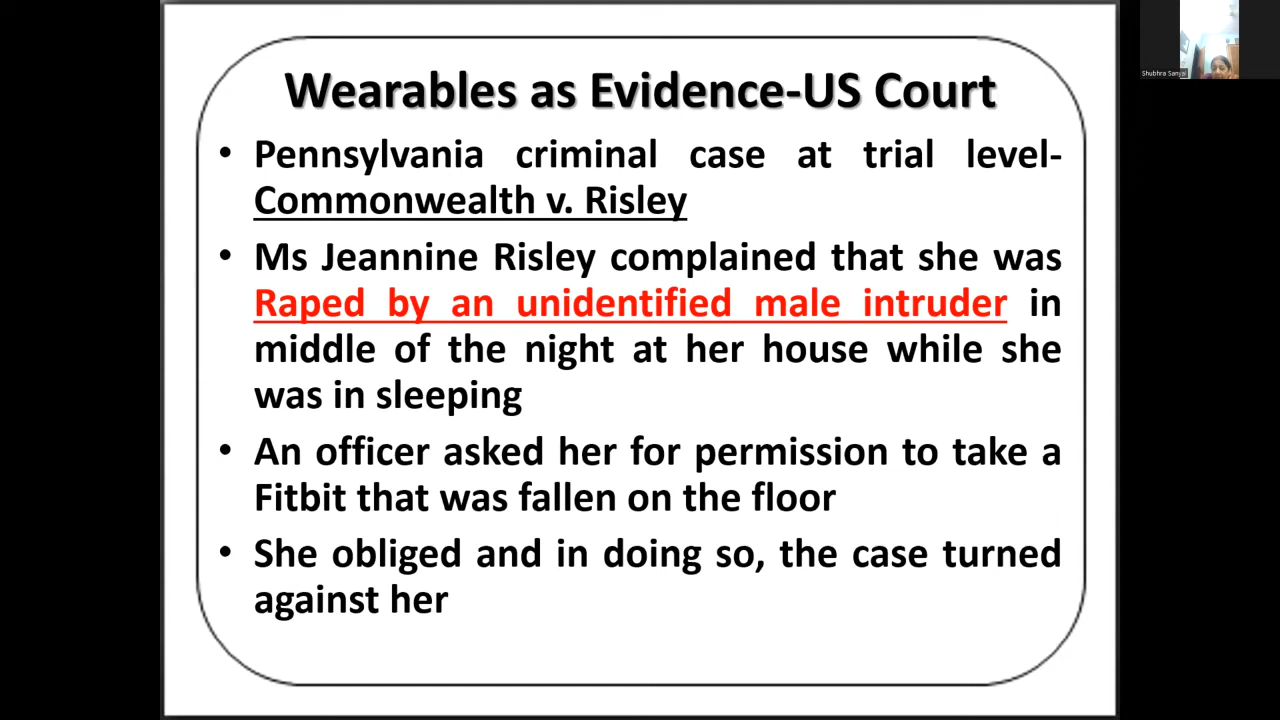 Wearables as Evidence-US Court
• Pennsylvania criminal case at trial level-
Commonwealth v. Risley
• Ms Jeannine Risley complained that she was
Raped by an unidentified male intruder in
middle of the night at her house while she
was in sleeping
• An officer asked her for permission to take a
Fitbit that was fallen on the floor
• She obliged and in doing so, the case turned
against her
Shubhra Sanyal